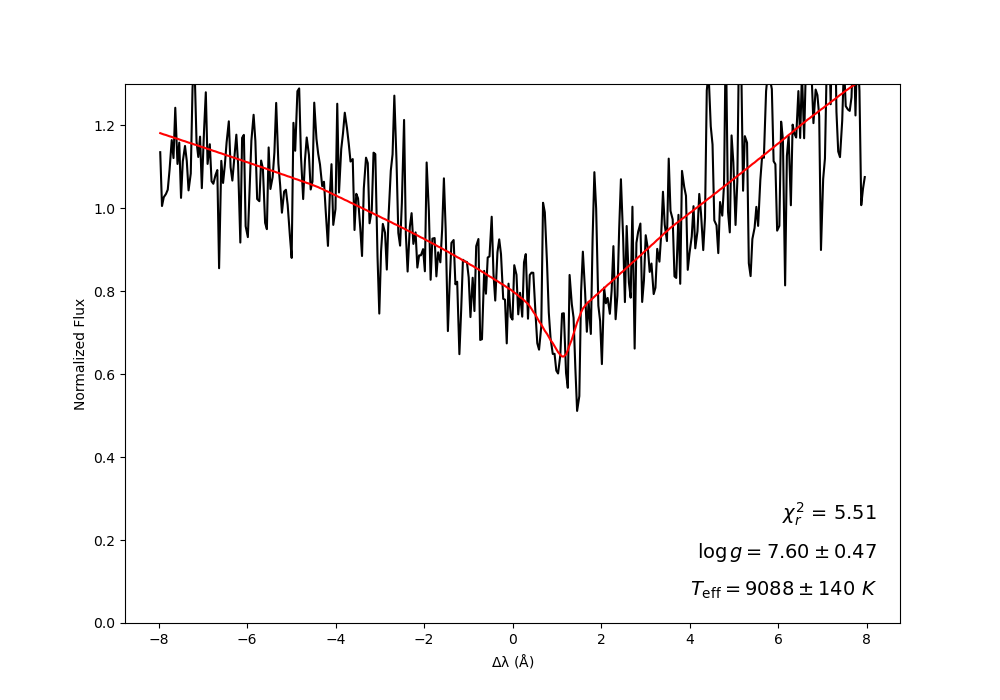 1.2
1.0
0.8
0.6
0.4
0.2
0.0
Normalized Flux
χ²ᵣ = 5.51
log g = 7.60 ± 0.47
T_eff = 9088 ± 140 K
−8 −6 −4 −2 0 2 4 6 8
Δλ (Å)